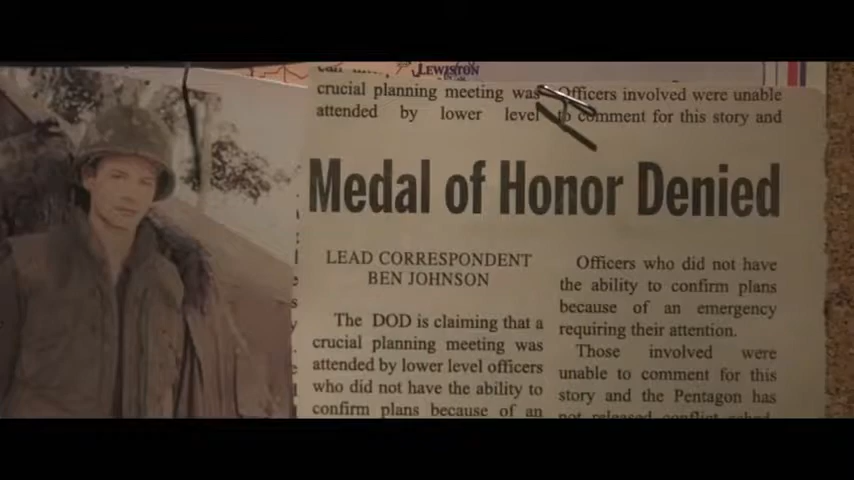 LEWISTON
crucial planning meeting was
attended by lower level
Officers involved were unable
to comment for this story and
Medal of Honor Denied
LEAD CORRESPONDENT
BEN JOHNSON
The DOD is claiming that a
crucial planning meeting was
attended by lower level officers
who did not have the ability to
confirm plans because of an
Officers who did not have
the ability to confirm plans
because of an emergency
requiring their attention.
Those involved were
unable to comment for this
story and the Pentagon has
not released conflict